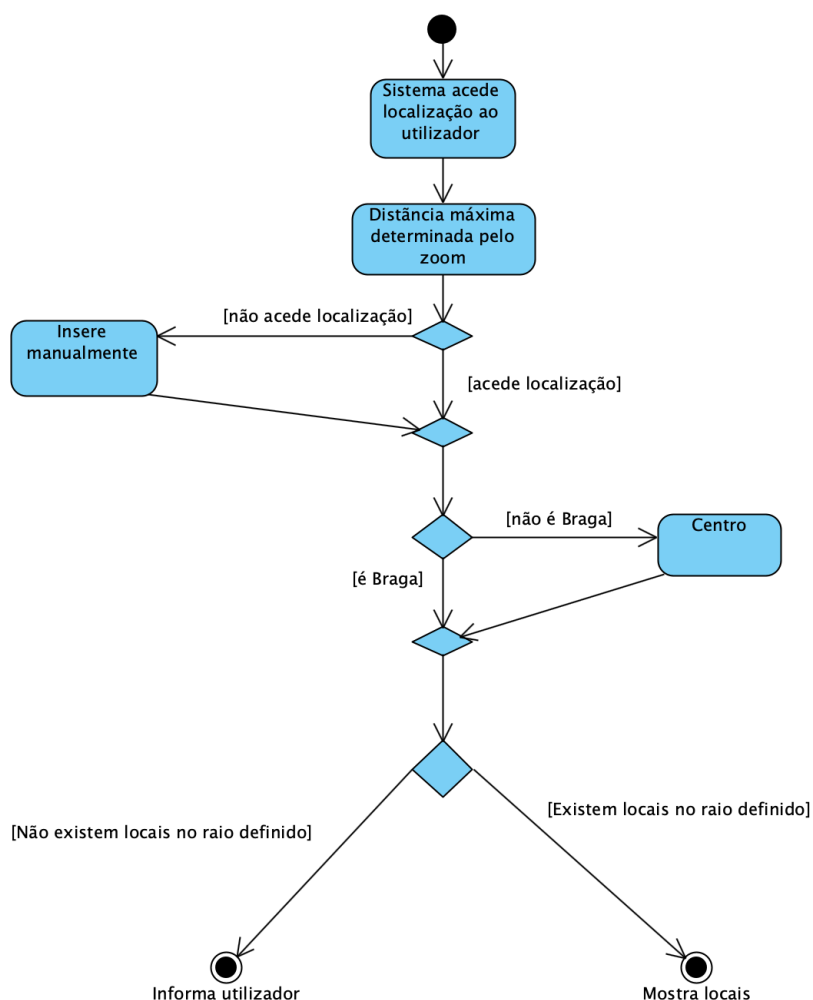 Sistema acede
localização ao
utilizador
Distãncia máxima
determinada pelo
zoom
[não acede localização]
Insere
manualmente
[acede localização]
[não é Braga]
Centro
[é Braga]
[Existem locais no raio definido]
[Não existem locais no raio definido]
Informa utilizador
Mostra locais